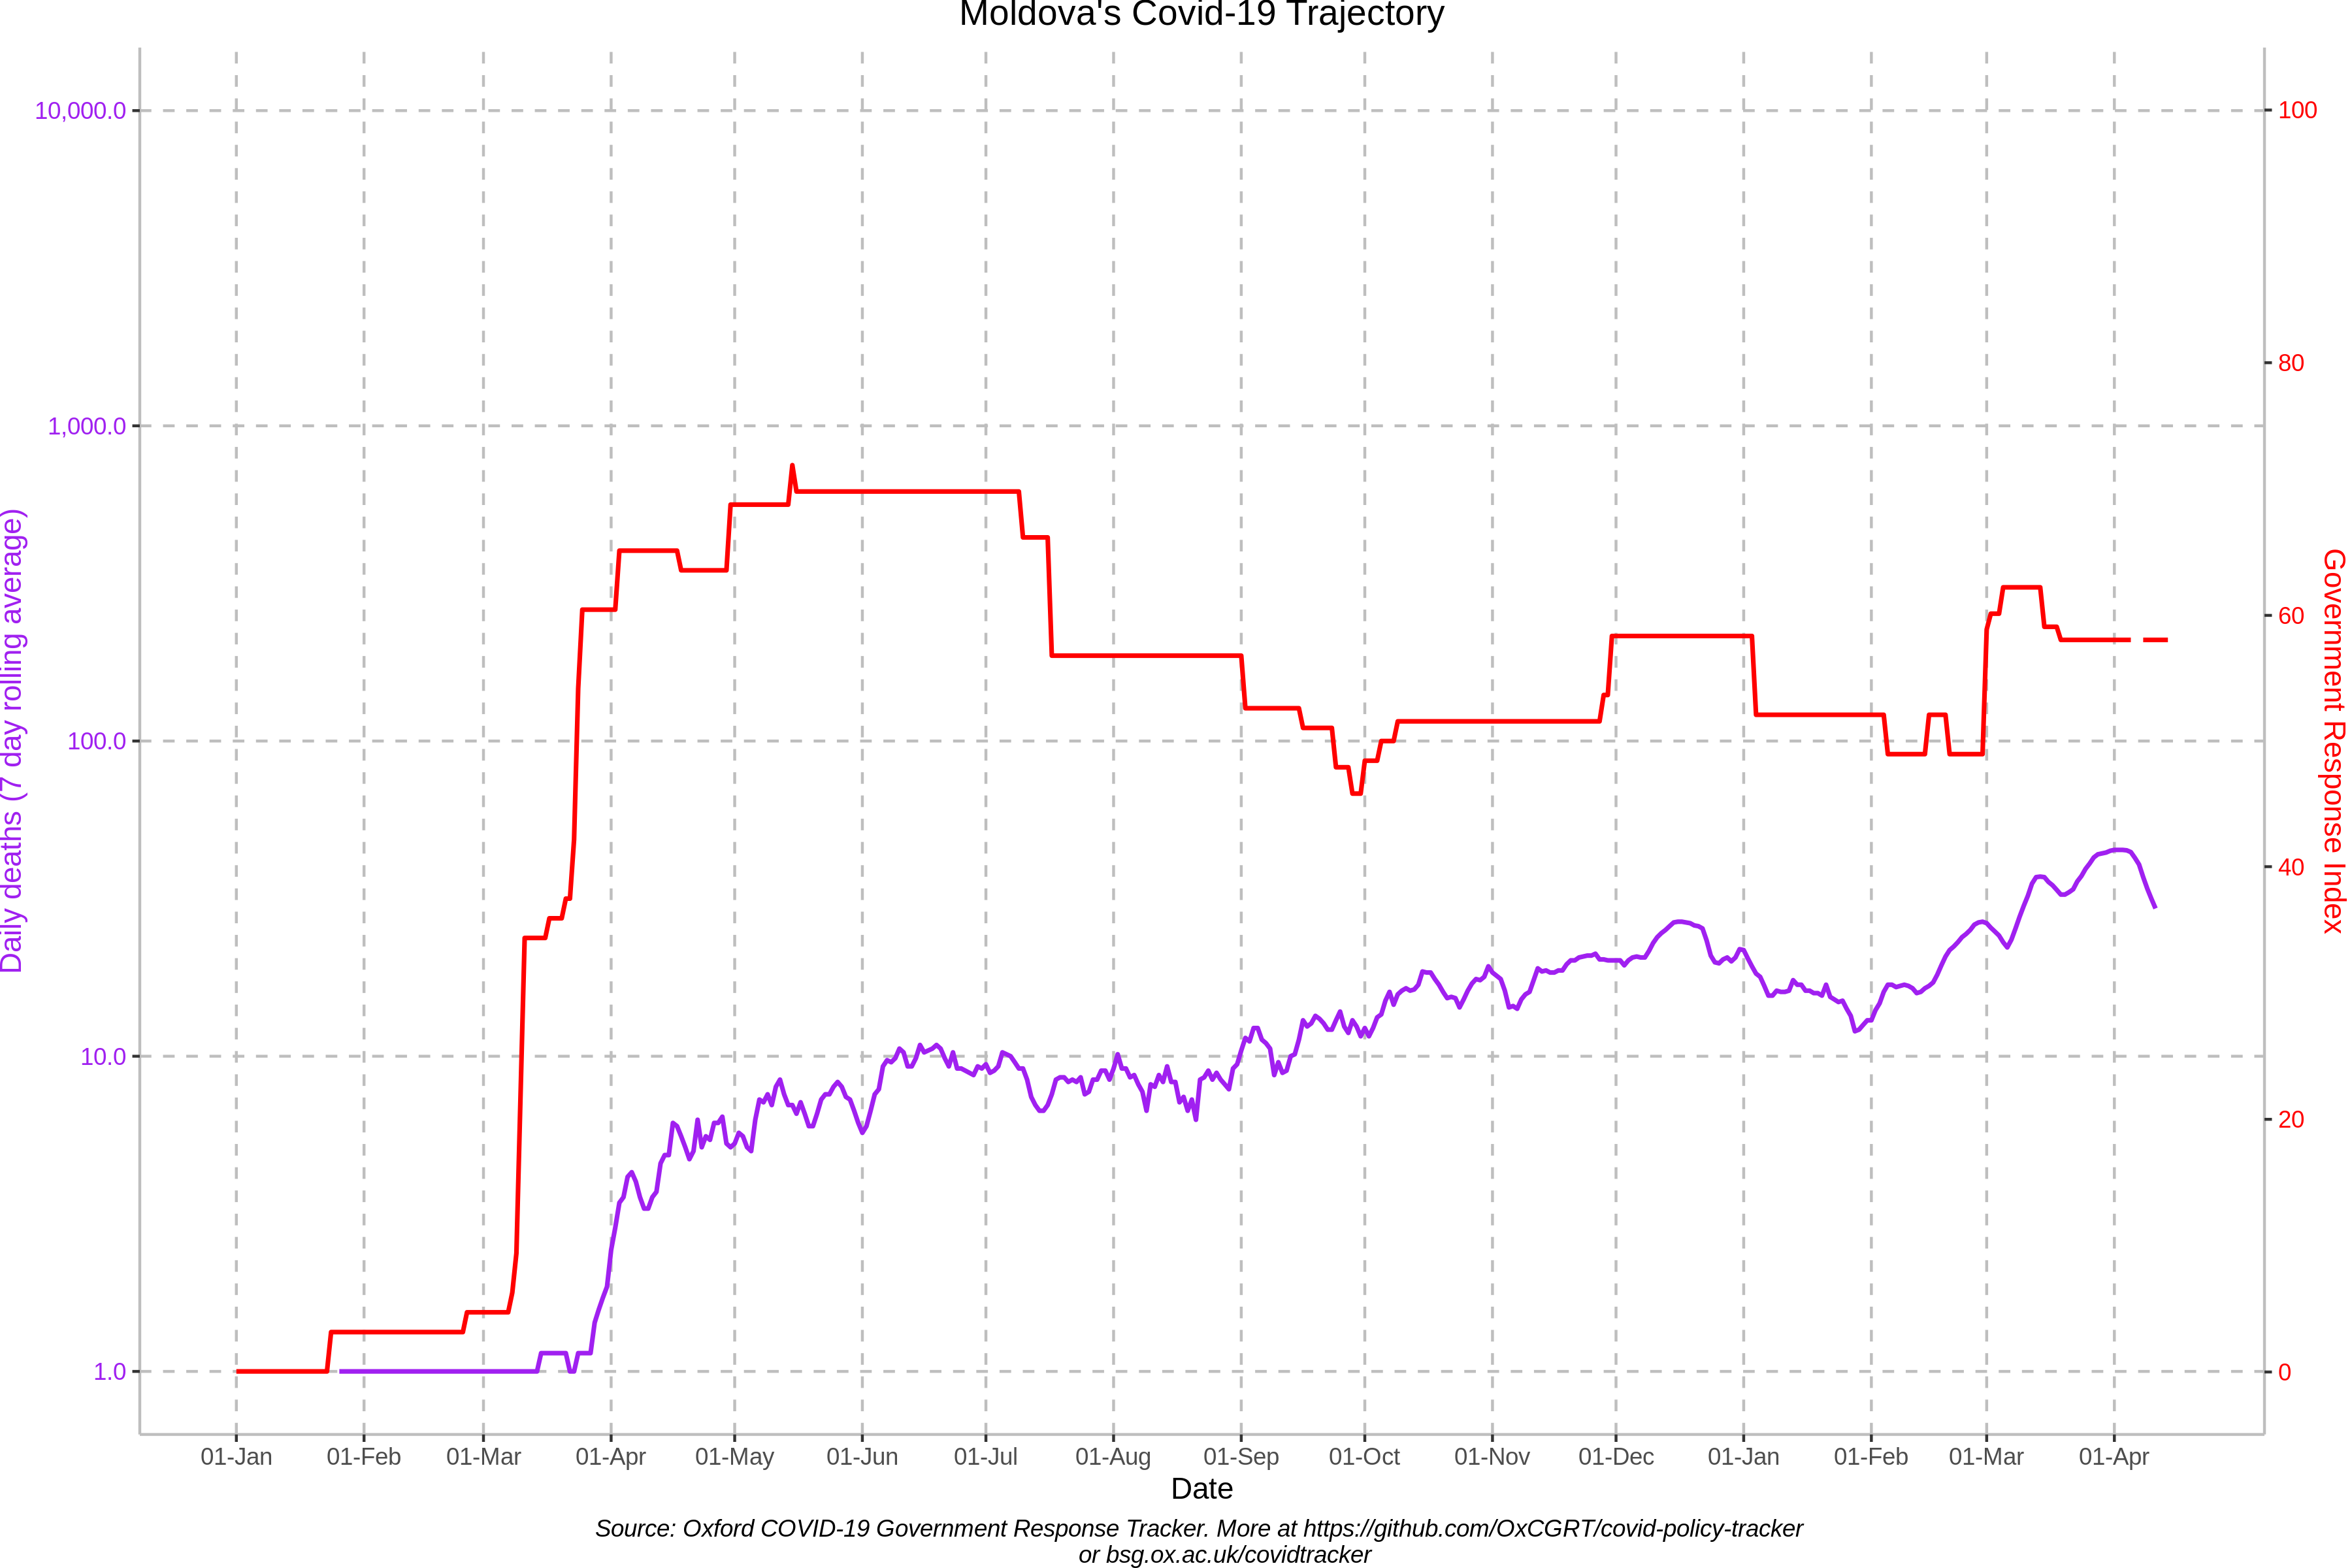 Moldova's Covid-19 Trajectory
10,000.0
1,000.0
100.0
10.0
1.0
Daily deaths (7 day rolling average)
100
80
60
40
20
0
Government Response Index
01-Jan 01-Feb 01-Mar 01-Apr 01-May 01-Jun 01-Jul 01-Aug 01-Sep 01-Oct 01-Nov 01-Dec 01-Jan 01-Feb 01-Mar 01-Apr
Date
Source: Oxford COVID-19 Government Response Tracker. More at https://github.com/OxCGRT/covid-policy-tracker
or bsg.ox.ac.uk/covidtracker